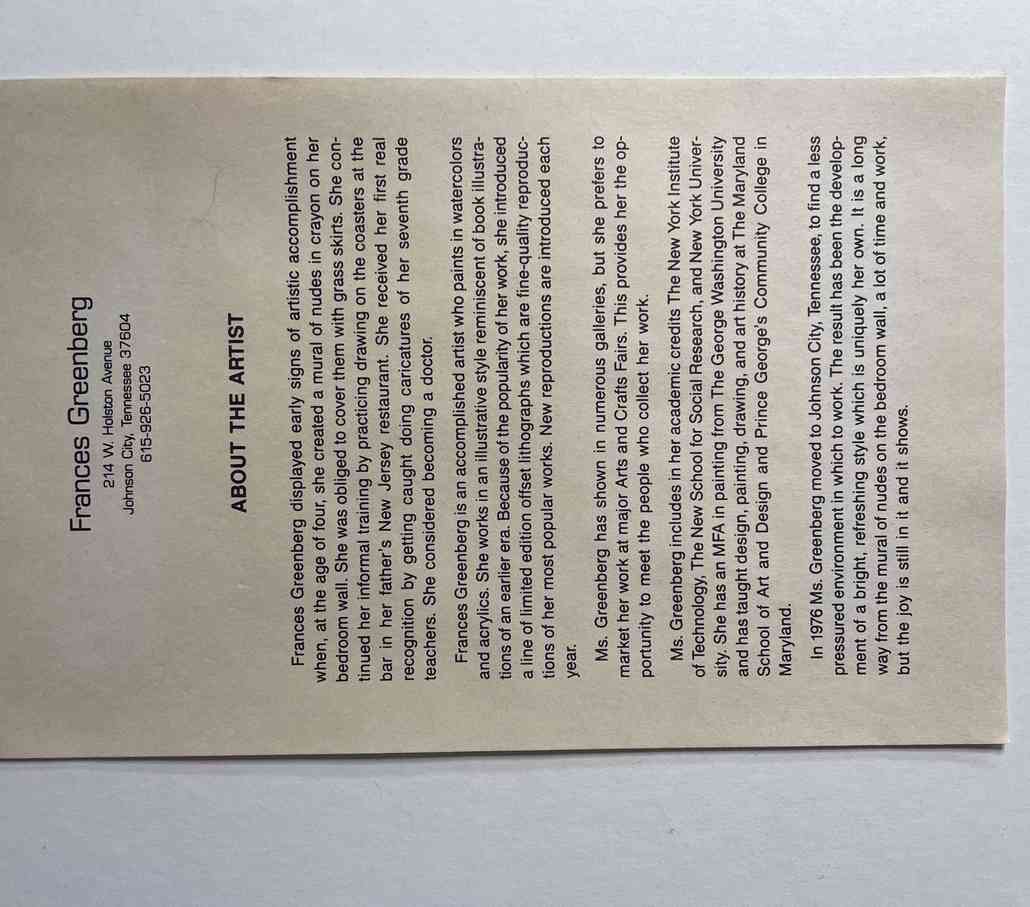 Frances Greenberg
214 W. Holston Avenue
Johnson City, Tennessee 37604
615-926-5023
ABOUT THE ARTIST
Frances Greenberg displayed early signs of artistic accomplishment
when, at the age of four, she created a mural of nudes in crayon on her
bedroom wall. She was obliged to cover them with grass skirts. She con-
tinued her informal training by practicing drawing on the coasters at the
bar in her father's New Jersey restaurant. She received her first real
recognition by getting caught doing caricatures of her seventh grade
teachers. She considered becoming a doctor.
Frances Greenberg is an accomplished artist who paints in watercolors
and acrylics. She works in an illustrative style reminiscent of book illustra-
tions of an earlier era. Because of the popularity of her work, she introduced
a line of limited edition offset lithographs which are fine-quality reproduc-
tions of her most popular works. New reproductions are introduced each
year.
Ms. Greenberg has shown in numerous galleries, but she prefers to
market her work at major Arts and Crafts Fairs. This provides her the op-
portunity to meet the people who collect her work.
Ms. Greenberg includes in her academic credits The New York Institute
of Technology, The New School for Social Research, and New York Univer-
sity. She has an MFA in painting from The George Washington University
and has taught design, painting, drawing, and art history at The Maryland
School of Art and Design and Prince George's Community College in
Maryland.
In 1976 Ms. Greenberg moved to Johnson City, Tennessee, to find a less
pressured environment in which to work. The result has been the develop-
ment of a bright, refreshing style which is uniquely her own. It is a long
way from the mural of nudes on the bedroom wall, a lot of time and work,
but the joy is still in it and it shows.